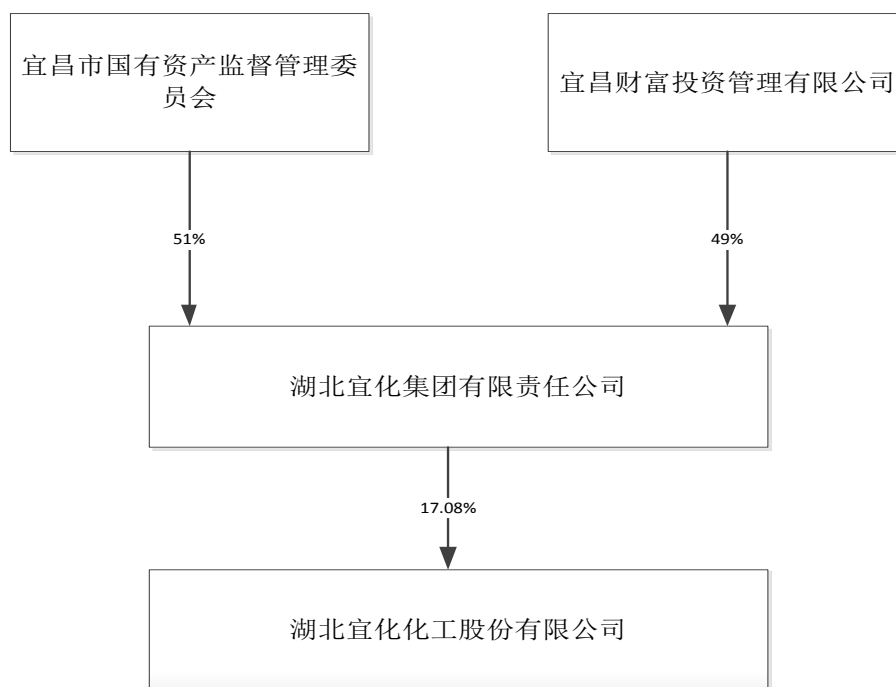 宜昌市国有资产监督管理委
员会
宜昌财富投资管理有限公司
51%
49%
湖北宜化集团有限责任公司
17.08%
湖北宜化化工股份有限公司